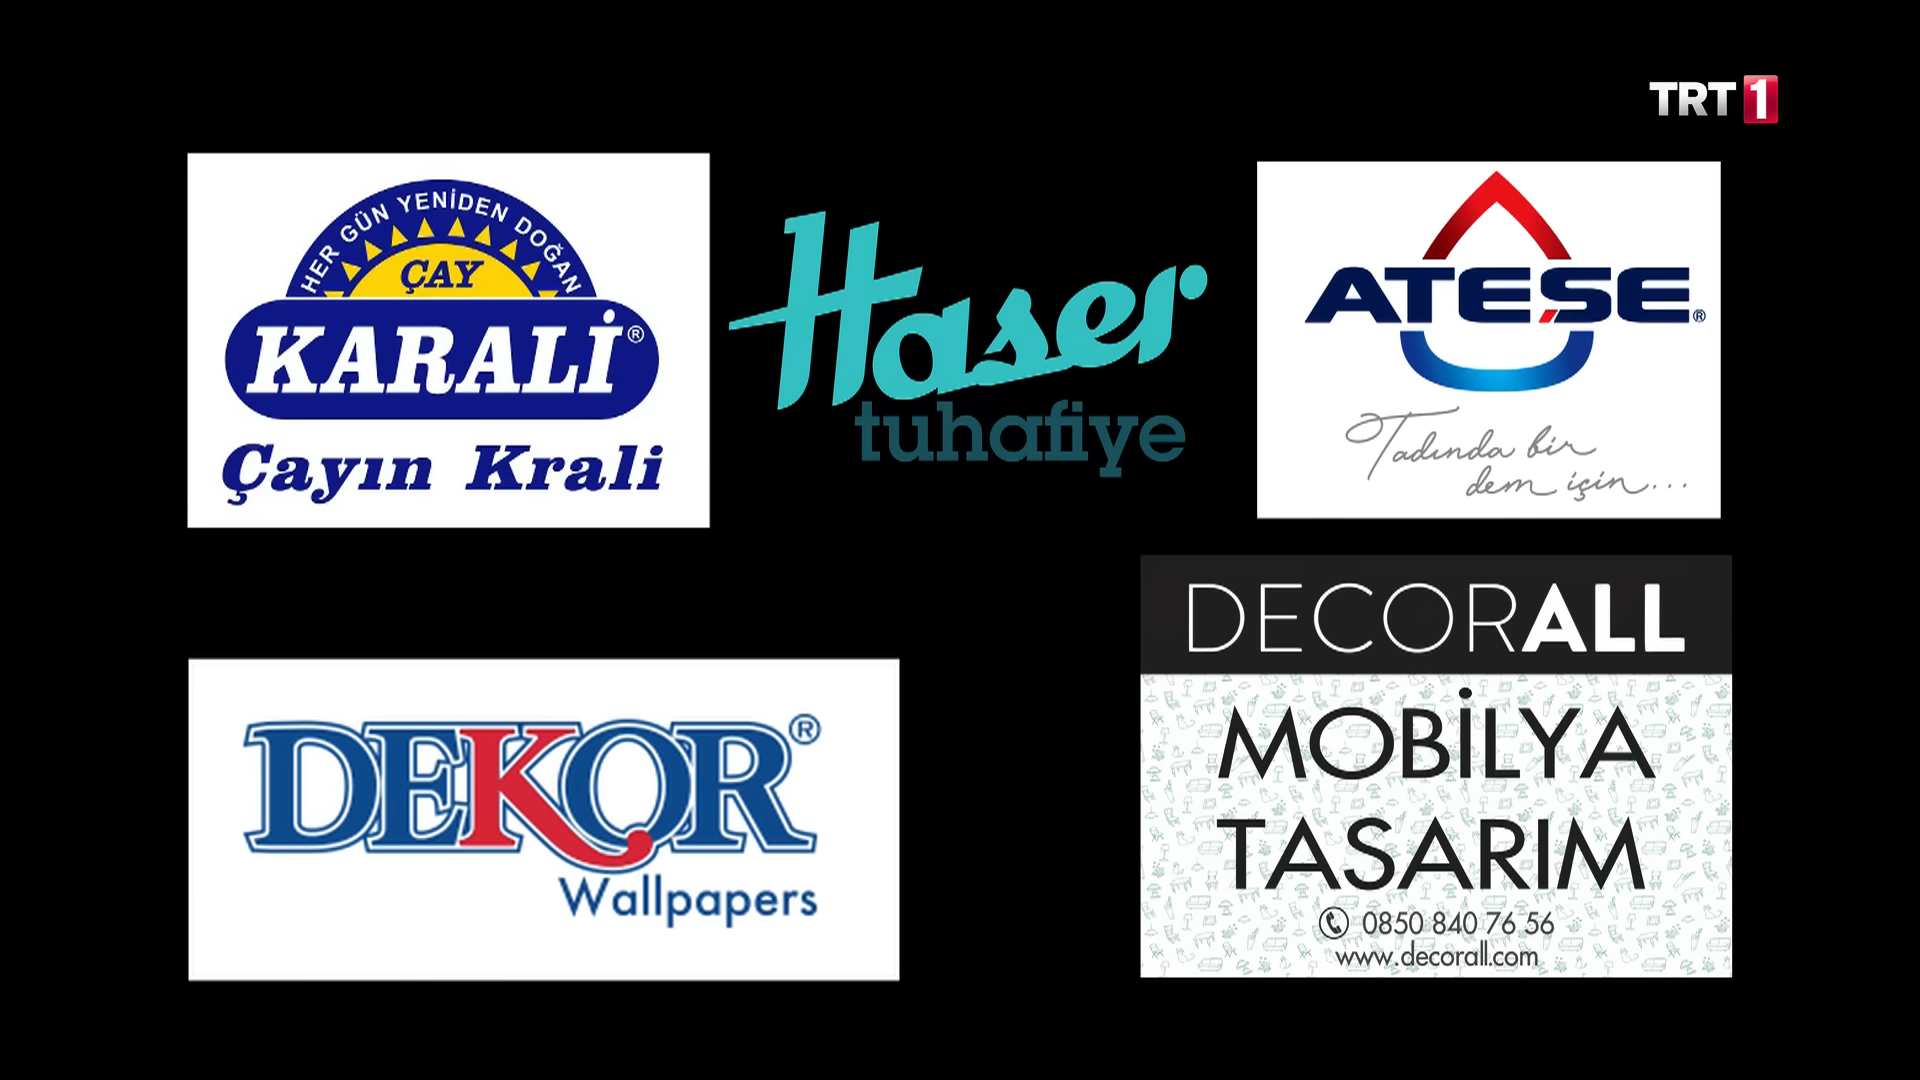 TRT 1
HER GÜN YENİDEN DOĞAN
ÇAY
KARALİ®
Çayın Krali
Haser
tuhafiye
ATEŞE®
Tadında bir
dem için...
DEKOR®
Wallpapers
DECORALL
MOBİLYA
TASARIM
0850 840 76 56
www.decorall.com